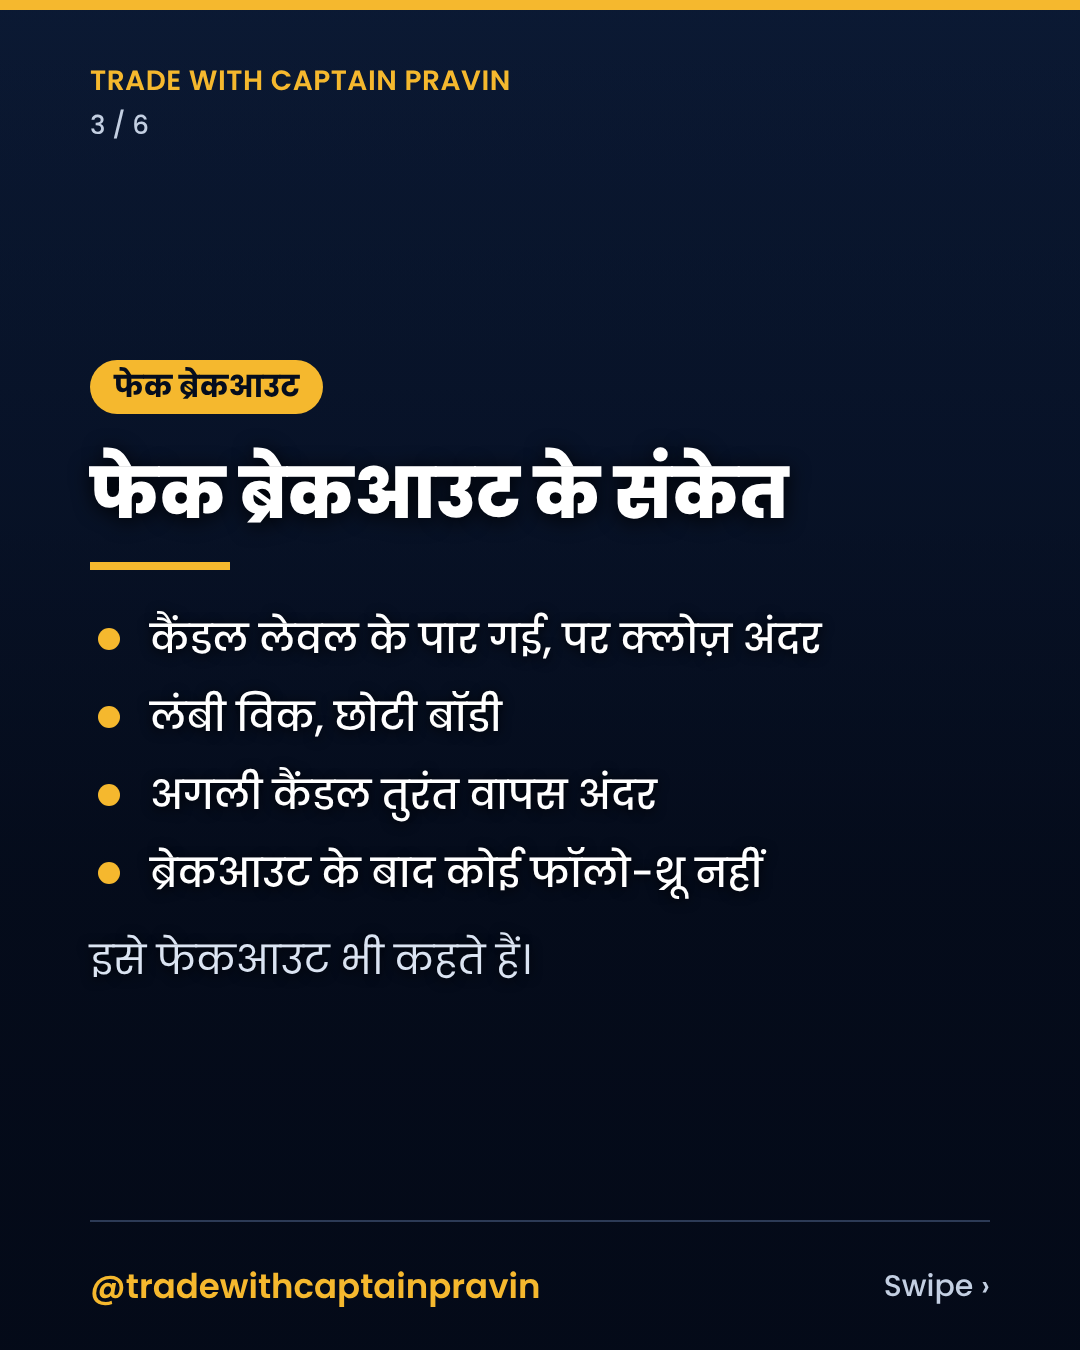 TRADE WITH CAPTAIN PRAVIN
3 / 6
फेक ब्रेकआउट
फेक ब्रेकआउट के संकेत
कैंडल लेवल के पार गई, पर क्लोज़ अंदर
लंबी विक, छोटी बॉडी
अगली कैंडल तुरंत वापस अंदर
ब्रेकआउट के बाद कोई फॉलो-थ्रू नहीं
इसे फेकआउट भी कहते हैं।
@tradewithcaptainpravin
Swipe ›